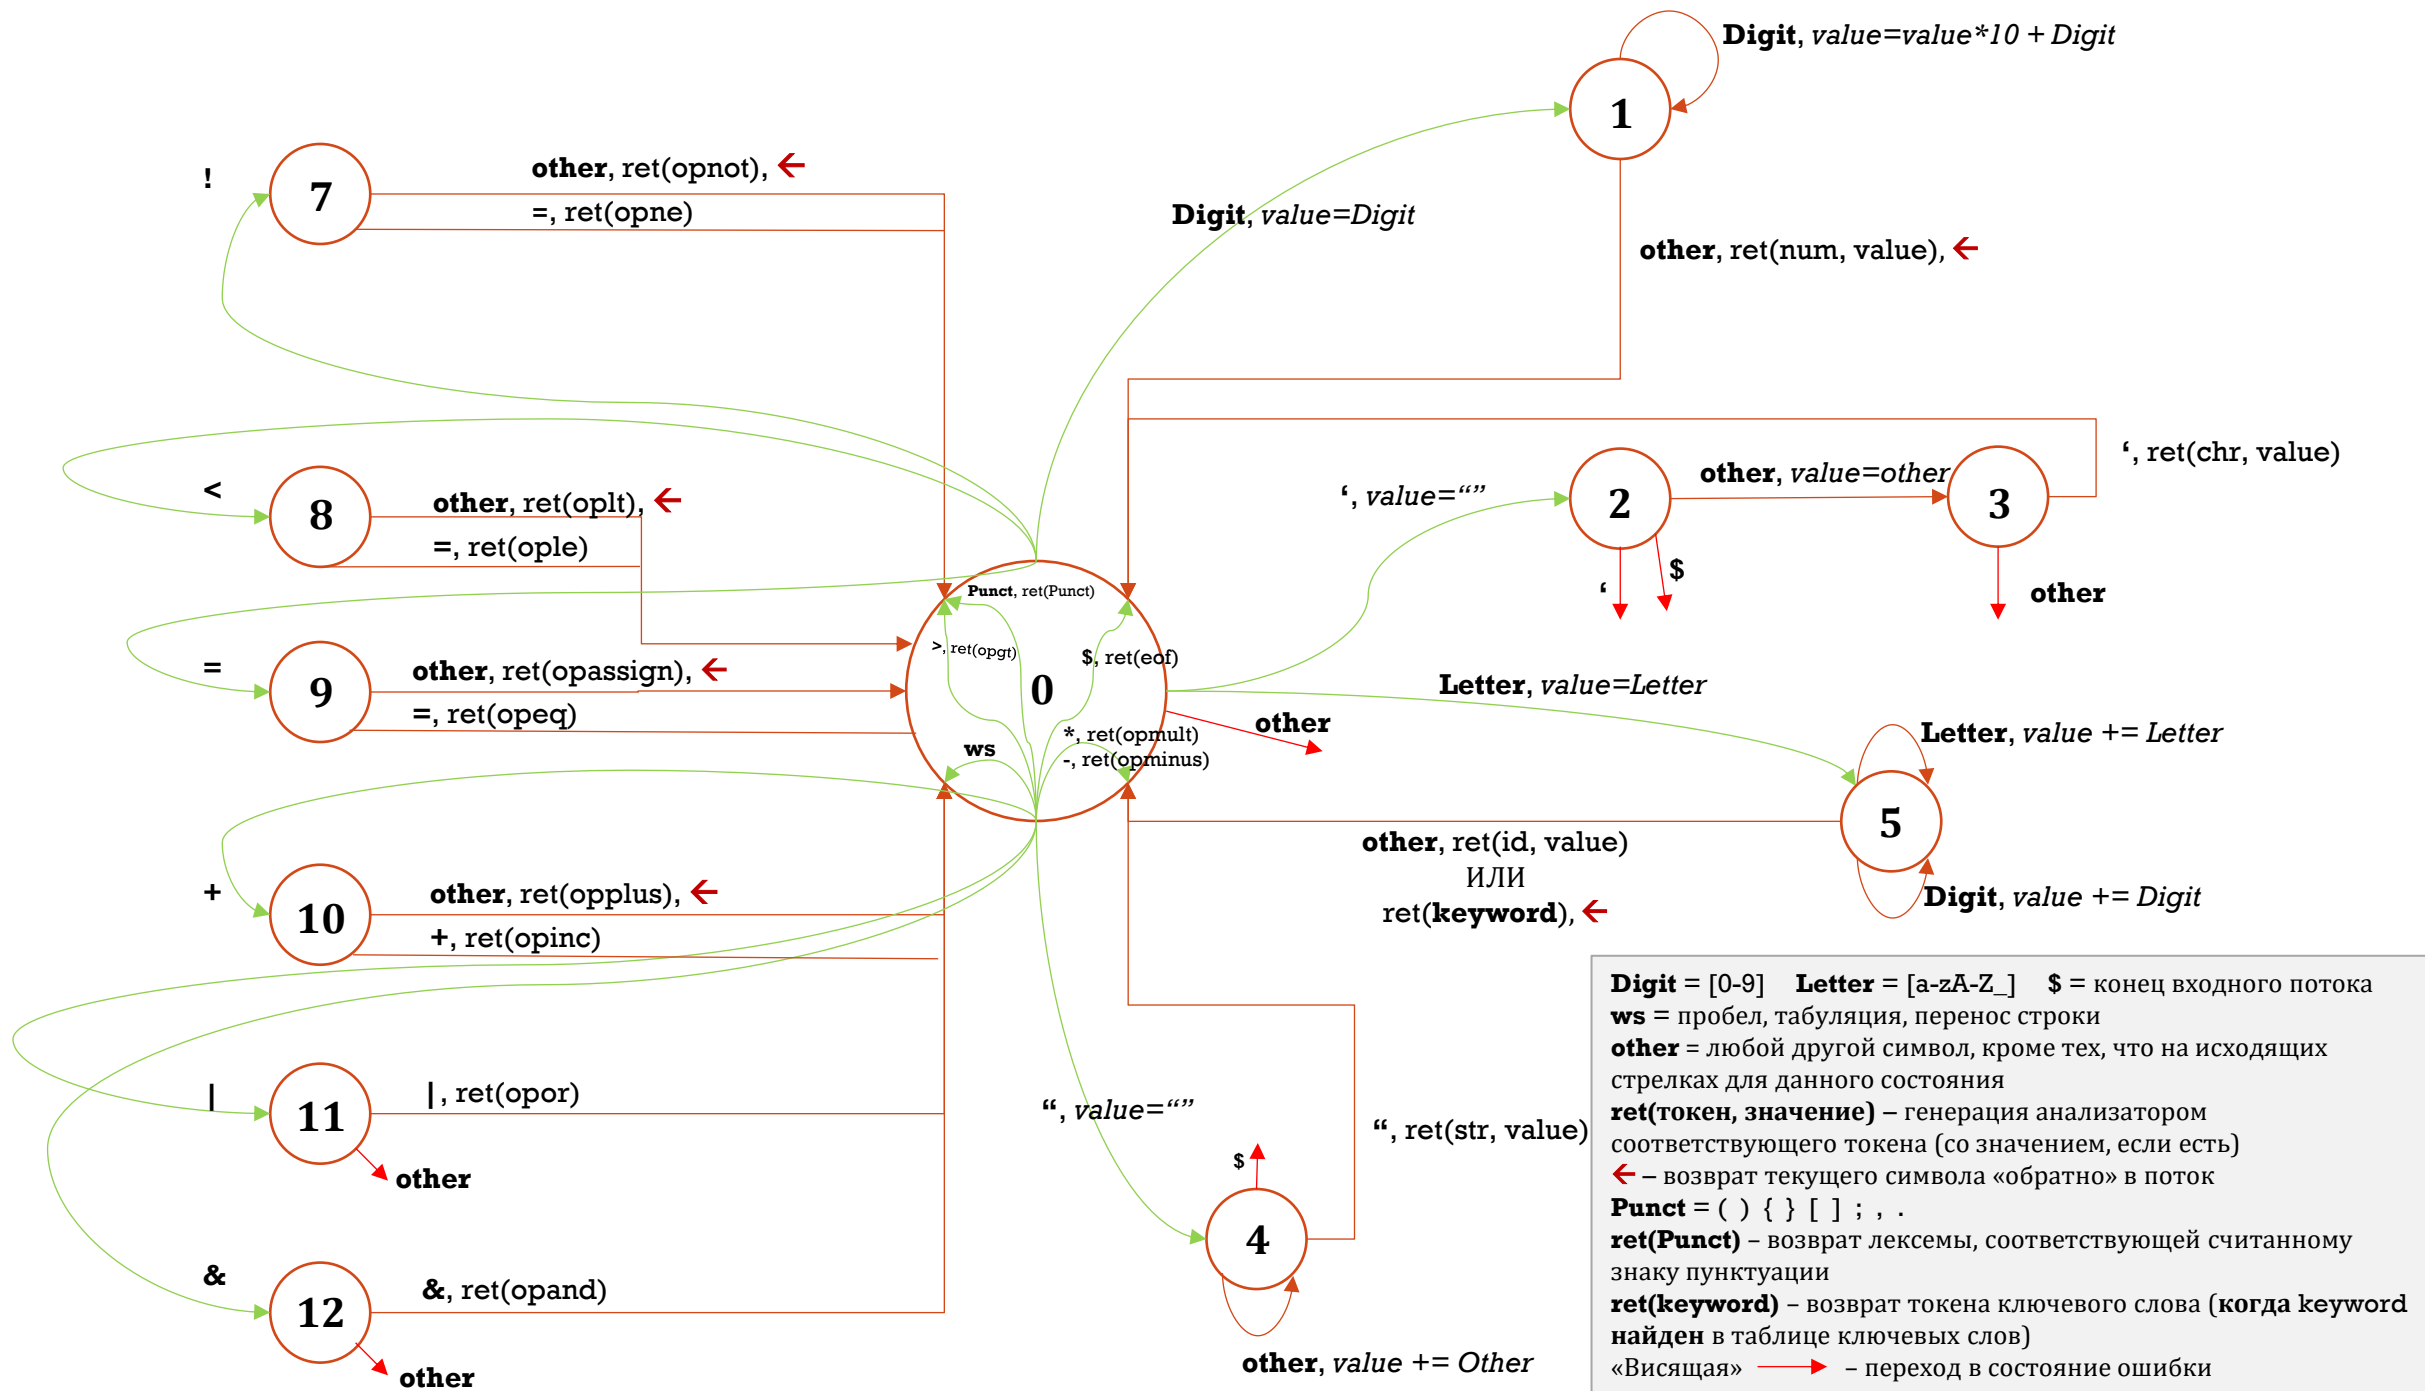 Digit, value=value*10 + Digit
1
!
7
other, ret(opnot), ←
=, ret(opne)
Digit, value=Digit
other, ret(num, value), ←
<
8
other, ret(oplt), ←
=, ret(ople)
‘, value=“”
2
other, value=other
3
‘, ret(chr, value)
‘
$
other
Punct, ret(Punct)
>, ret(opgt)
$, ret(eof)
0
ws
*, ret(opmult)
-, ret(opminus)
other
=
9
other, ret(opassign), ←
=, ret(opeq)
Letter, value=Letter
Letter, value += Letter
5
Digit, value += Digit
other, ret(id, value)
ИЛИ
ret(keyword), ←
+
10
other, ret(opplus), ←
+, ret(opinc)
|
11
|, ret(opor)
other
“, value=“”
“, ret(str, value)
$
4
other, value += Other
&
12
&, ret(opand)
other
Digit = [0-9] Letter = [a-zA-Z_] $ = конец входного потока
ws = пробел, табуляция, перенос строки
other = любой другой символ, кроме тех, что на исходящих
стрелках для данного состояния
ret(токен, значение) – генерация анализатором
соответствующего токена (со значением, если есть)
← – возврат текущего символа «обратно» в поток
Punct = ( ) { } [ ] ; , .
ret(Punct) – возврат лексемы, соответствующей считанному
знаку пунктуации
ret(keyword) – возврат токена ключевого слова (когда keyword
найден в таблице ключевых слов)
«Висящая» → – переход в состояние ошибки